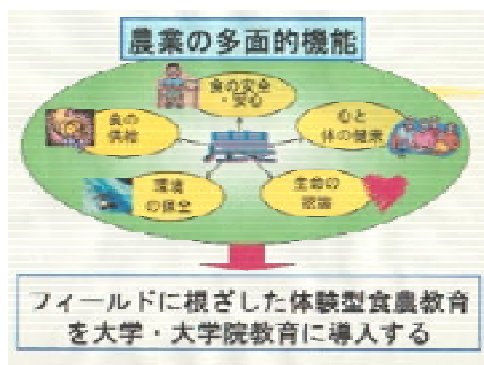 農業の多面的機能
食の安全
・安心
食の
供給
心と
体の健康
環境
の保全
生命の
フィールドに根ざした体験型食農教育
を大学・大学院教育に導入する